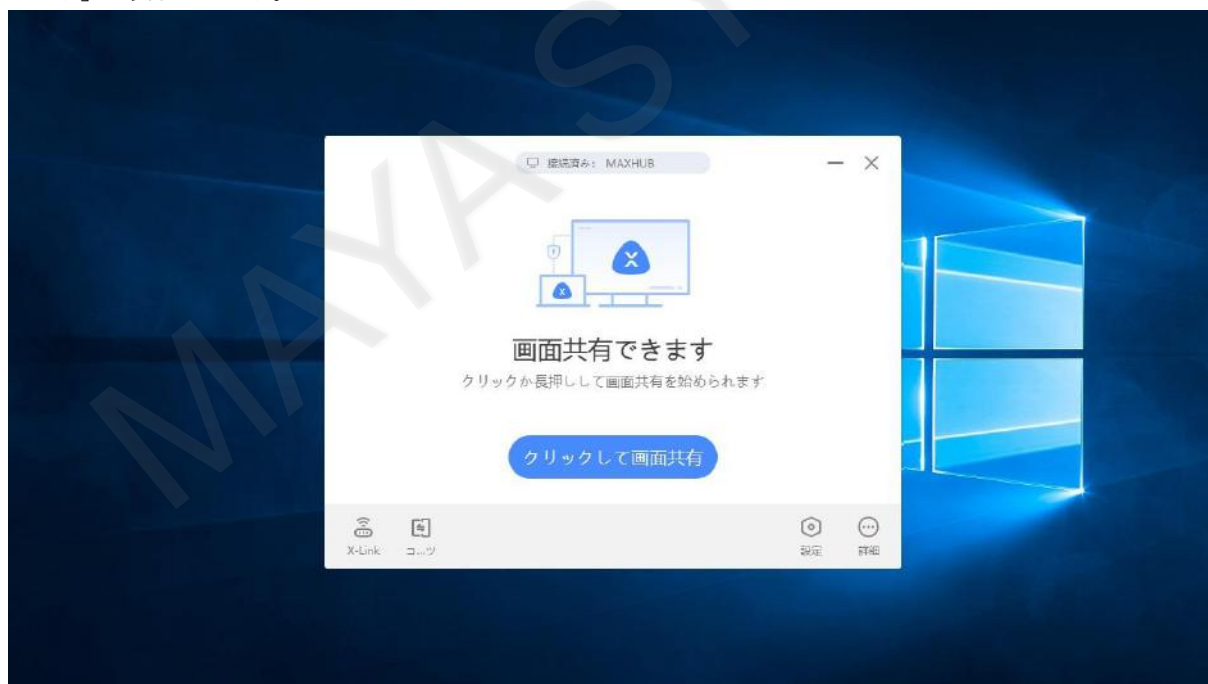 接続済み: MAXHUB
画面共有できます
クリックか長押しして画面共有を始められます
クリックして画面共有
X-Link
コ...ツ
設定
詳細
MAYA SY